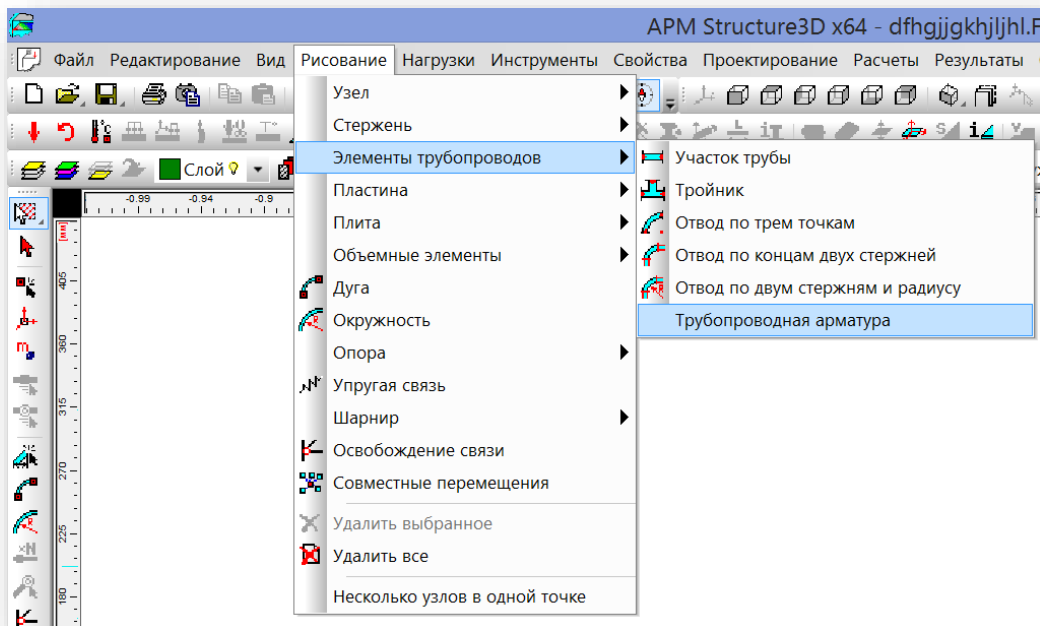 APM Structure3D x64 - dfhgjjgkhjljhl.F
Файл Редактирование Вид Рисование Нагрузки Инструменты Свойства Проектирование Расчеты Результаты
Слой
Узел
Стержень
Элементы трубопроводов
Пластина
Плита
Объемные элементы
Дуга
Окружность
Опора
Упругая связь
Шарнир
Освобождение связи
Совместные перемещения
Удалить выбранное
Удалить все
Несколько узлов в одной точке
Участок трубы
Тройник
Отвод по трем точкам
Отвод по концам двух стержней
Отвод по двум стержням и радиусу
Трубопроводная арматура
-0.99 -0.94 -0.9
[мм]
405
360
315
270
225
180